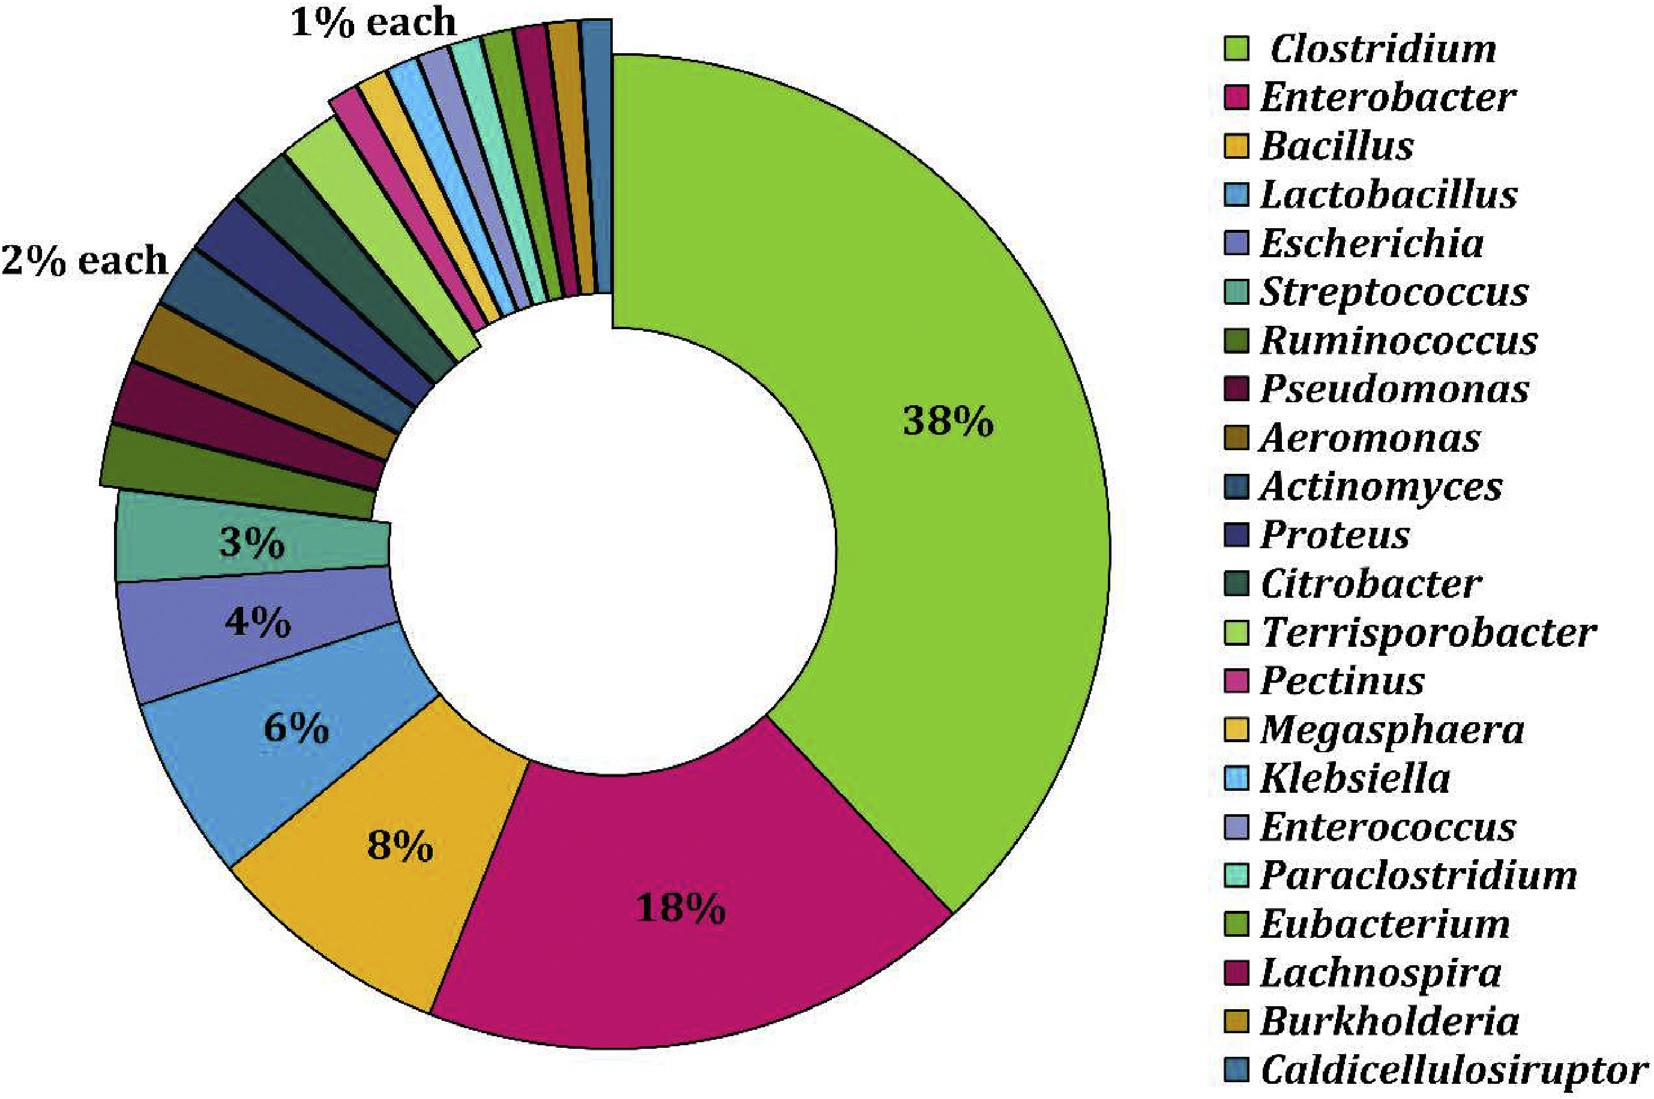 1% each
2% each
38%
3%
4%
6%
8%
18%
Clostridium
Enterobacter
Bacillus
Lactobacillus
Escherichia
Streptococcus
Ruminococcus
Pseudomonas
Aeromonas
Actinomyces
Proteus
Citrobacter
Terrisporobacter
Pectinus
Megasphaera
Klebsiella
Enterococcus
Paraclostridium
Eubacterium
Lachnospira
Burkholderia
Caldicellulosiruptor